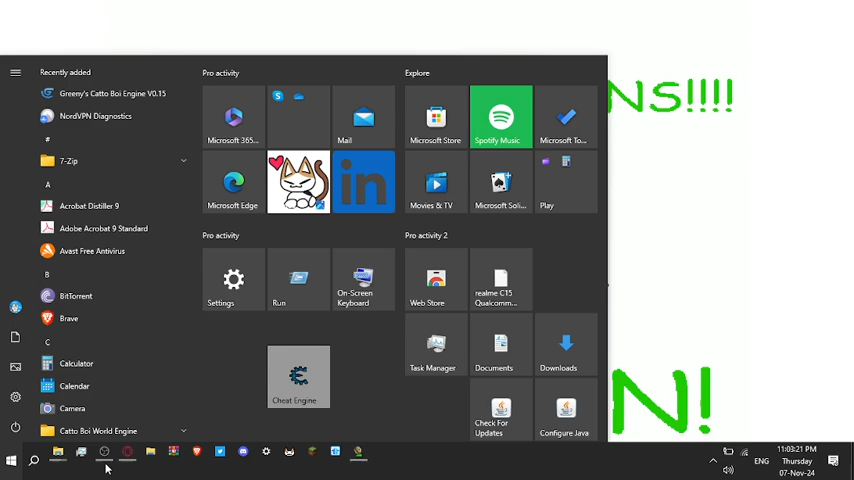 Recently added
Greeny's Catto Boi Engine V0.15
NordVPN Diagnostics
#
7-Zip
A
Acrobat Distiller 9
Adobe Acrobat 9 Standard
Avast Free Antivirus
B
BitTorrent
Brave
C
Calculator
Calendar
Camera
Catto Boi World Engine
Pro activity
Microsoft 365...
Mail
Microsoft Edge
in
Pro activity
Settings
Run
On-Screen
Keyboard
Cheat Engine
Explore
Microsoft Store
Spotify Music
Microsoft To...
Movies & TV
Microsoft Soli...
Play
Pro activity 2
Web Store
realme C15
Qualcomm...
Task Manager
Documents
Downloads
Check For
Updates
Configure Java
NS!!!!
N!
ENG
11:03:21 PM
Thursday
07-Nov-24